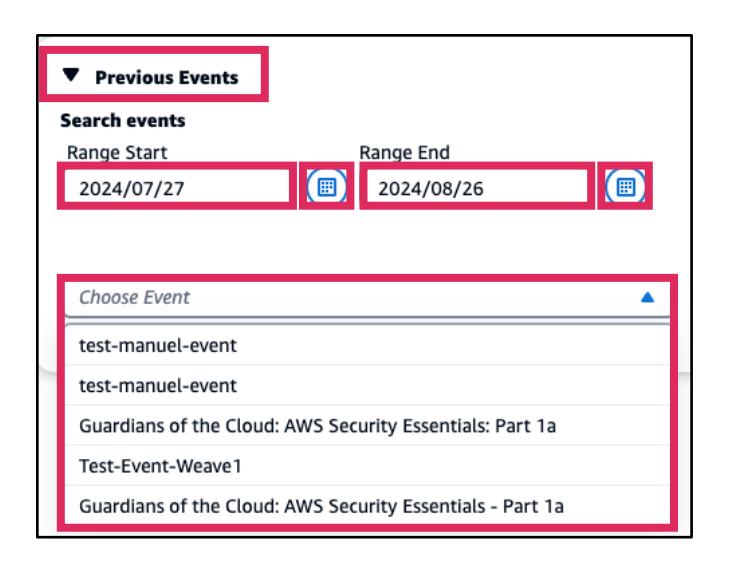 Previous Events
Search events
Range Start Range End
2024/07/27 2024/08/26
Choose Event
test-manuel-event
test-manuel-event
Guardians of the Cloud: AWS Security Essentials: Part 1a
Test-Event-Weave1
Guardians of the Cloud: AWS Security Essentials - Part 1a